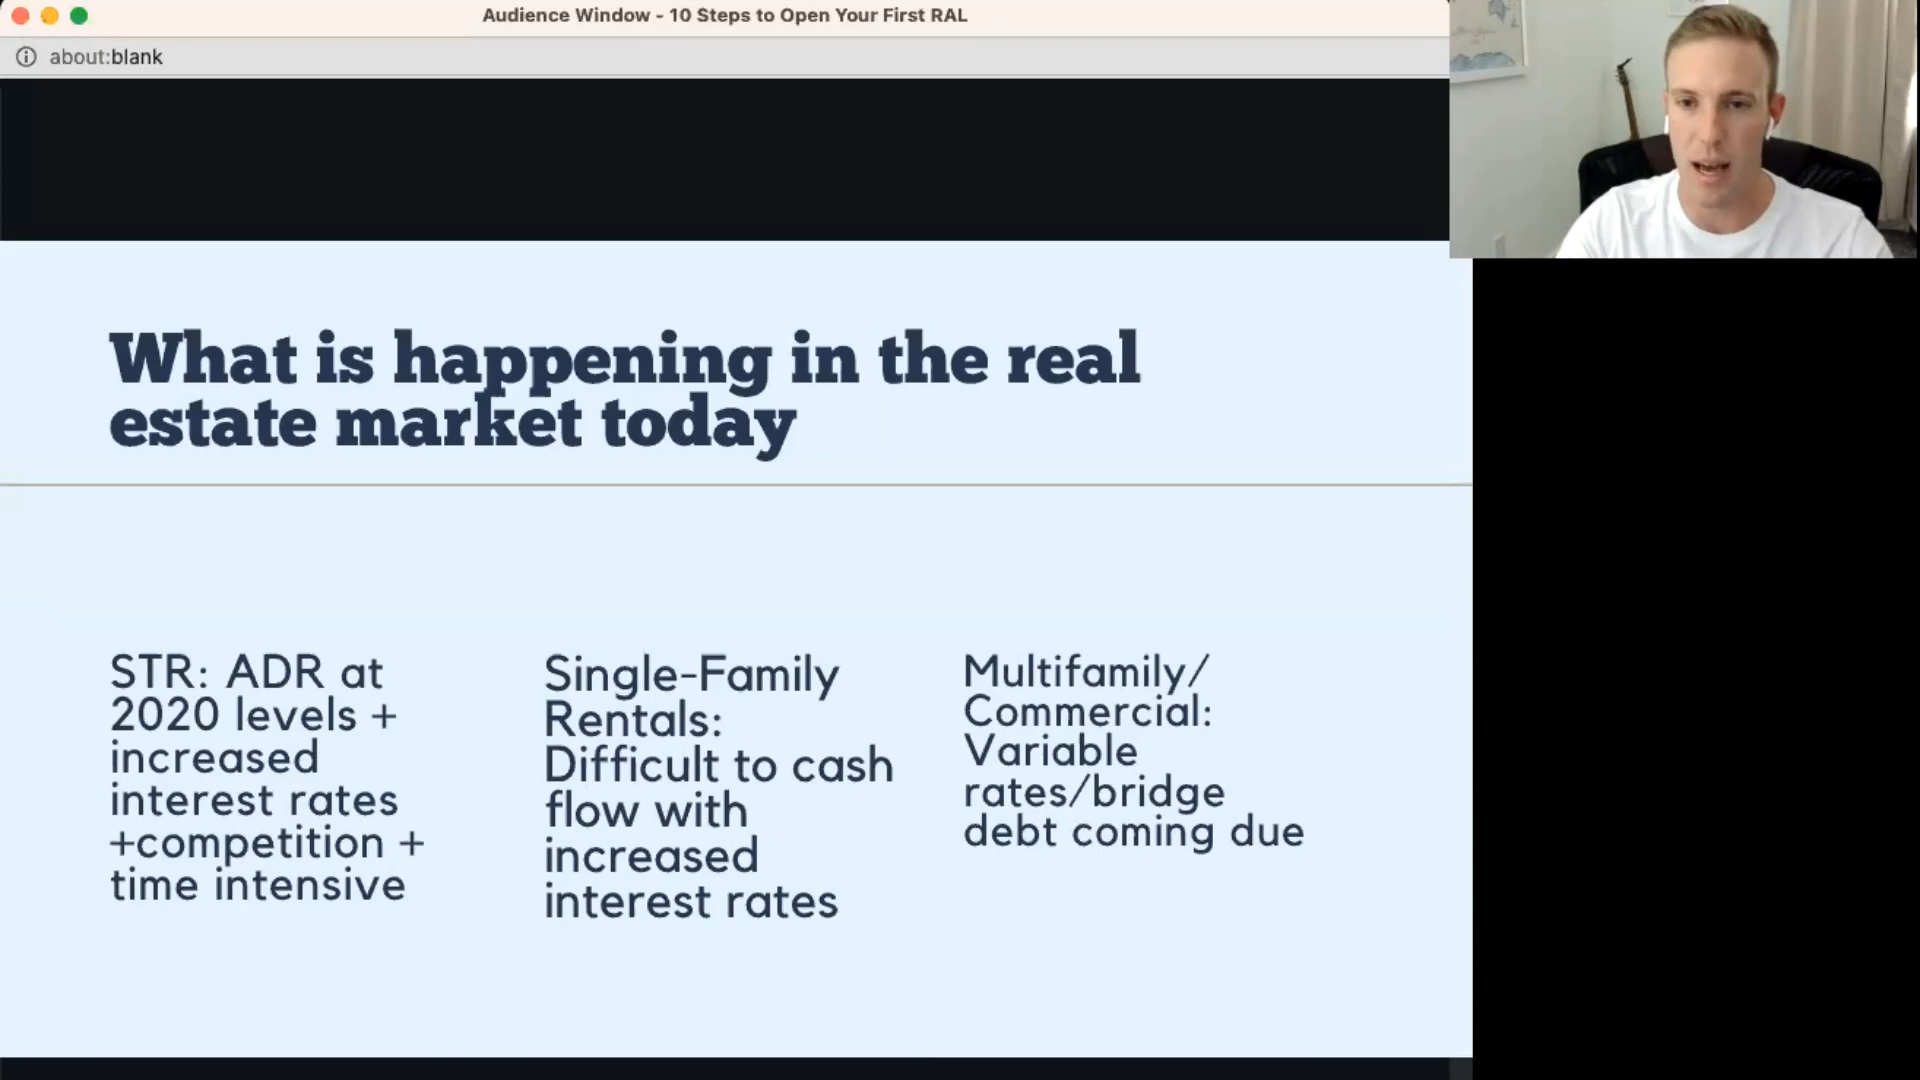 Audience Window - 10 Steps to Open Your First RAL
about:blank
What is happening in the real
estate market today
STR: ADR at
2020 levels +
increased
interest rates
+competition +
time intensive
Single-Family
Rentals:
Difficult to cash
flow with
increased
interest rates
Multifamily/
Commercial:
Variable
rates/bridge
debt coming due